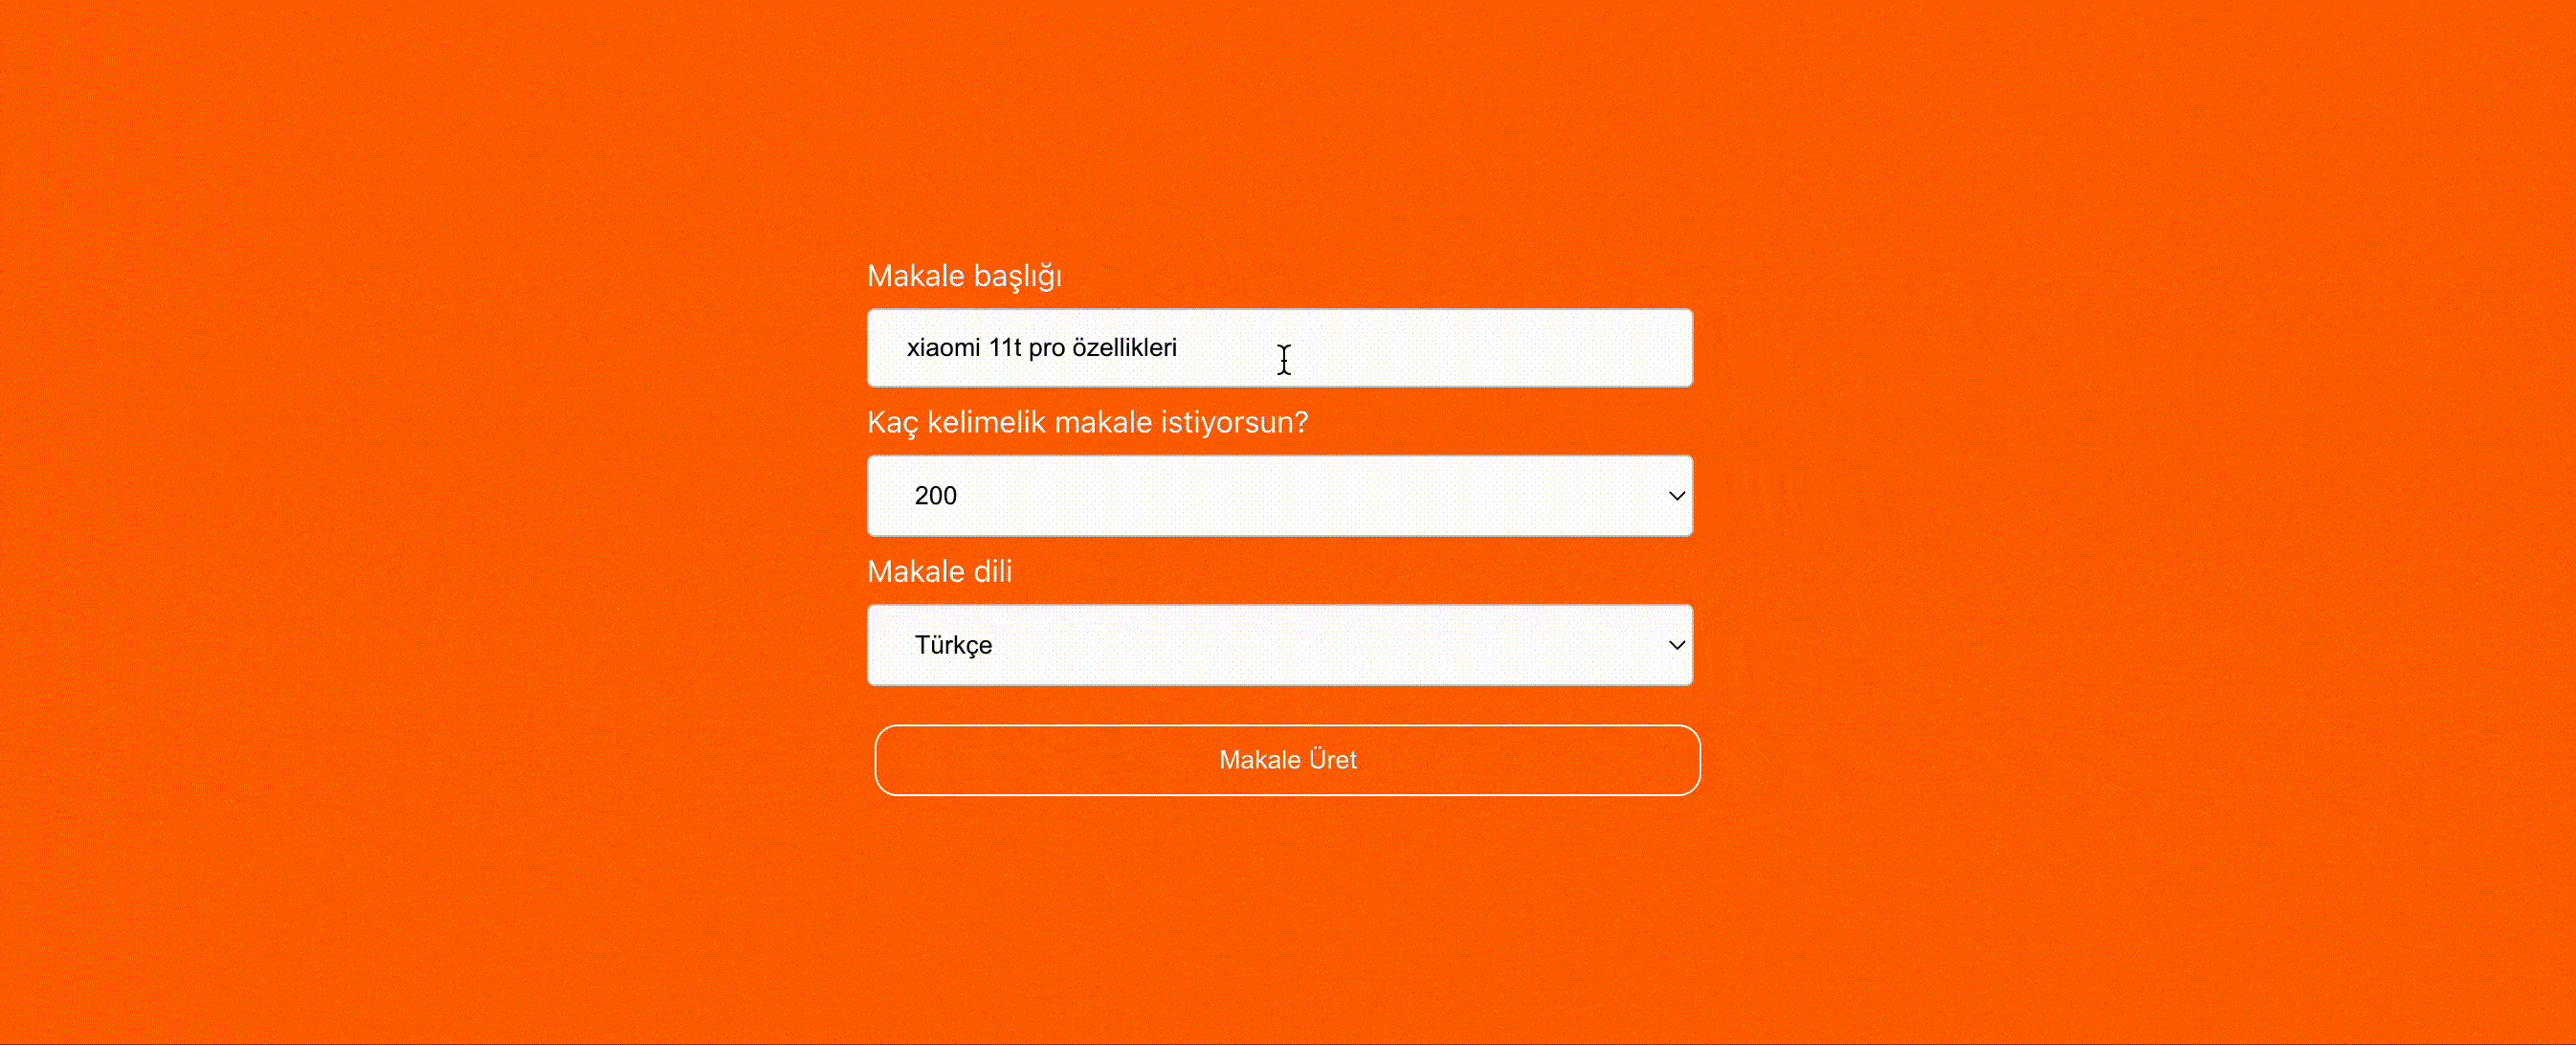 Makale başlığı
xiaomi 11t pro özellikleri
Kaç kelimelik makale istiyorsun?
200
Makale dili
Türkçe
Makale Üret